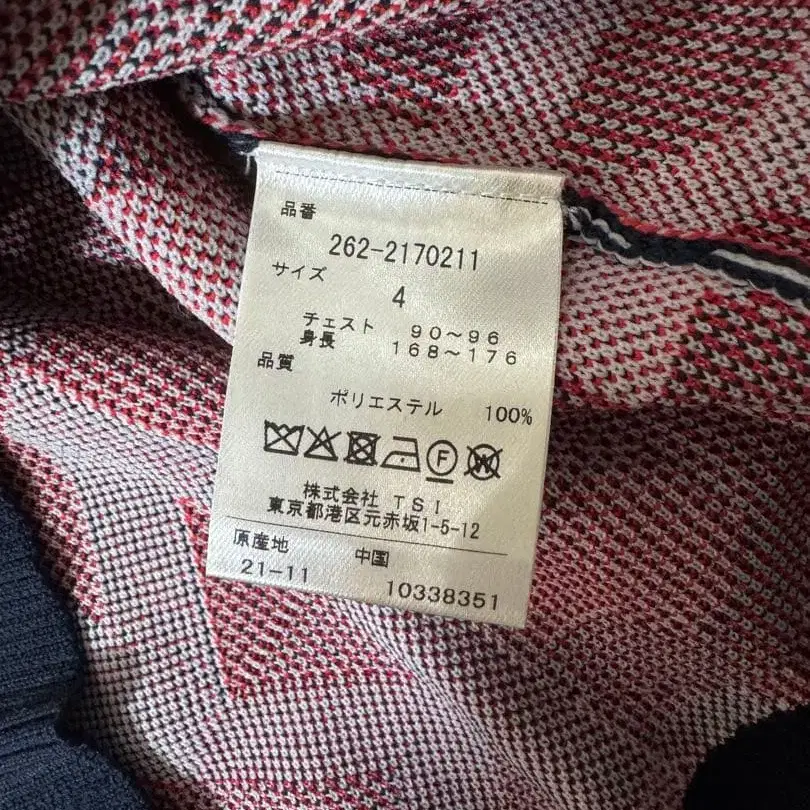 品番
262-2170211
サイズ
4
チェスト 90～96
身長 168～176
品質
ポリエステル 100%
F W
株式会社 TSI
東京都港区元赤坂1-5-12
原産地 中国
21-11 10338351